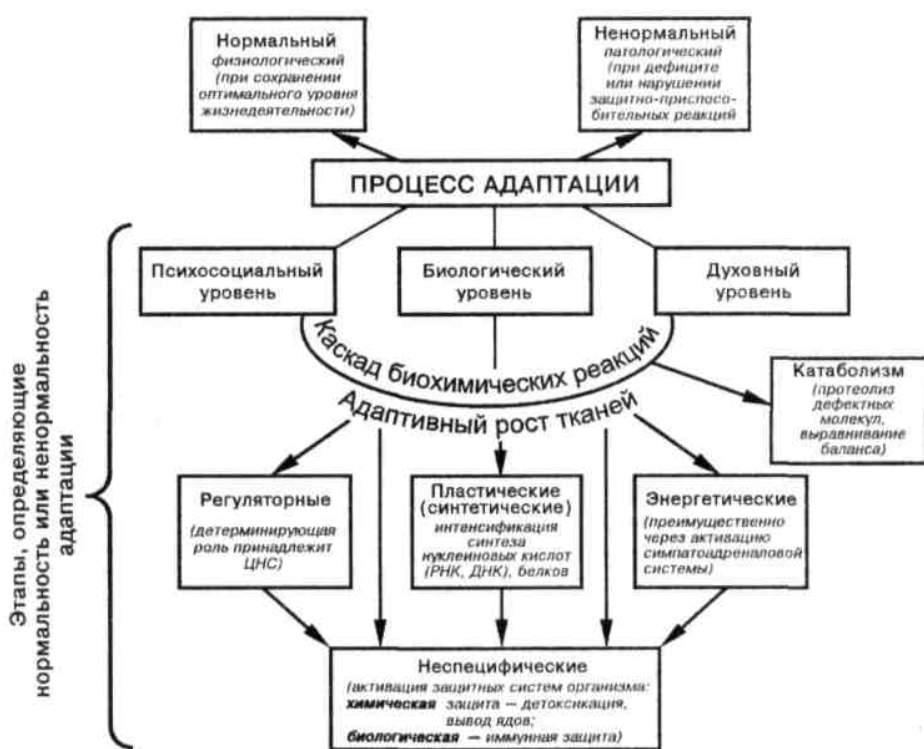 Нормальный
физиологический
(при сохранении
оптимального уровня
жизнедеятельности)
Ненормальный
патологический
(при дефиците
или нарушении
защитно-приспосо-
бительных реакций
ПРОЦЕСС АДАПТАЦИИ
Этапы, определяющие
нормальность или ненормальность
адаптации
Психосоциальный
уровень
Биологический
уровень
Духовный
уровень
Каскад биохимических реакций
Адаптивный рост тканей
Катаболизм
(протеолиз
дефектных
молекул,
выравнивание
баланса)
Регуляторные
(детерминирующая
роль принадлежит
ЦНС)
Пластические
(синтетические)
интенсификация
синтеза
нуклеиновых кислот
(РНК, ДНК), белков
Энергетические
(преимущественно
через активацию
симпатоадреналовой
системы)
Неспецифические
(активация защитных систем организма:
химическая защита – детоксикация,
вывод ядов;
биологическая – иммунная защита)